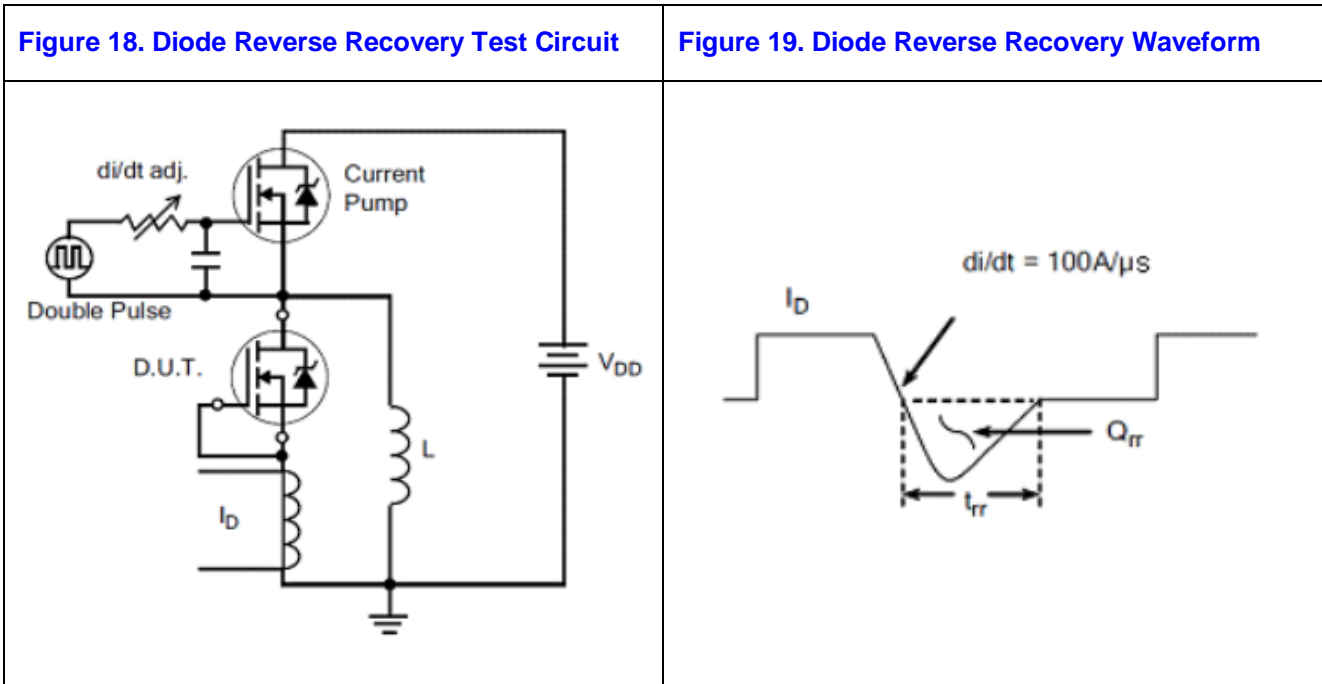 Figure 18. Diode Reverse Recovery Test Circuit
Figure 19. Diode Reverse Recovery Waveform
di/dt adj.
Current
Pump
Double Pulse
D.U.T.
VDD
L
ID
di/dt = 100A/µs
ID
Qrr
trr